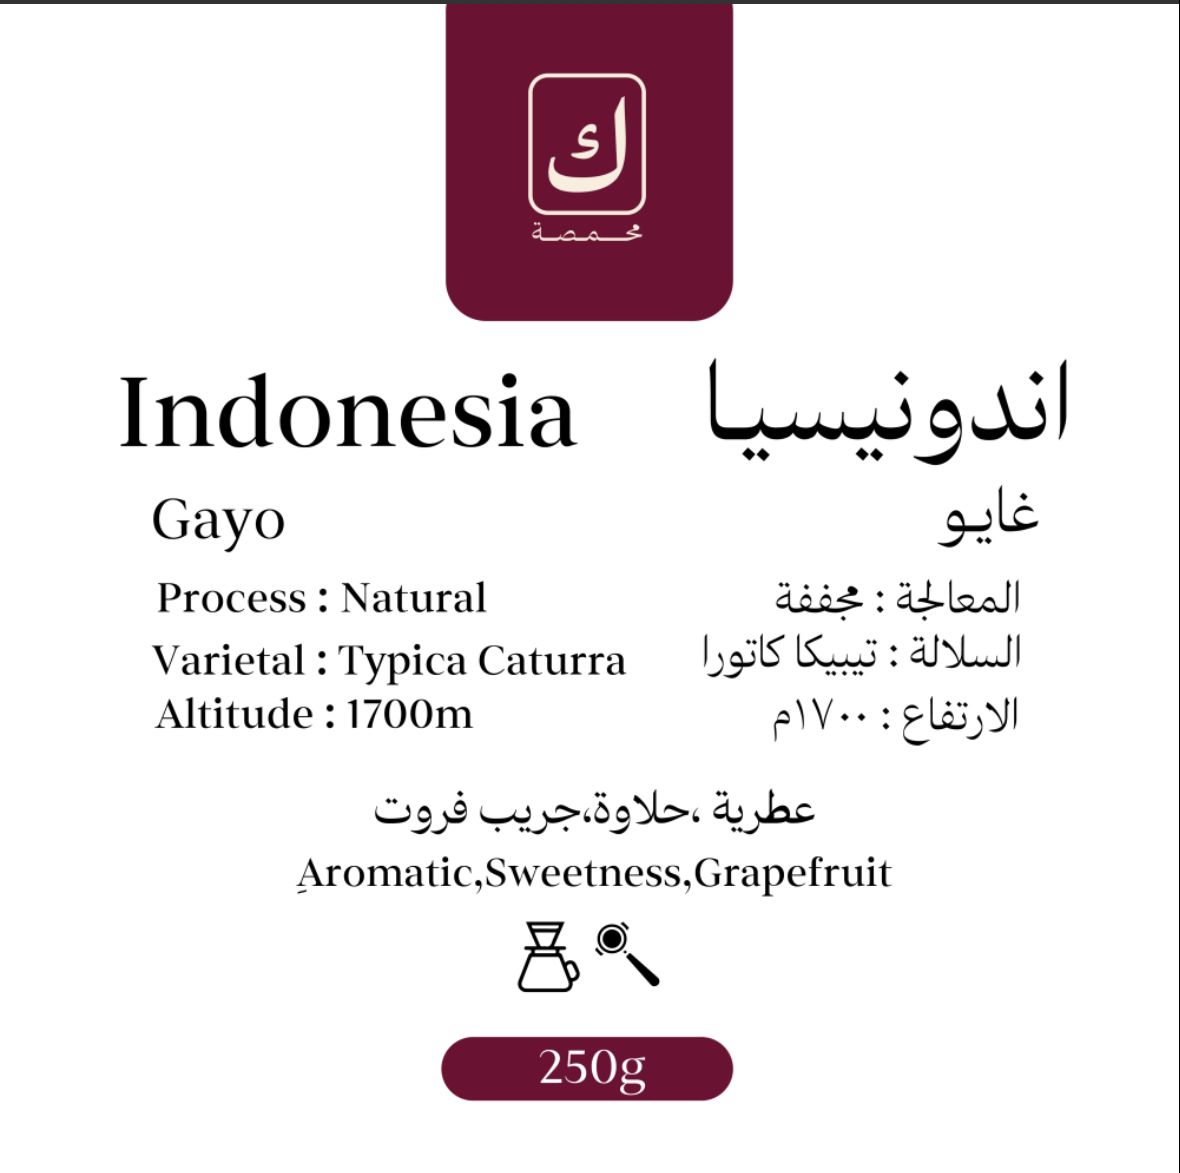 ك
محمصة
Indonesia اندونيسيا
Gayo غايو
Process : Natural المعالجة : مجففة
Varietal : Typica Caturra السلالة : تيبيكا كاتورا
Altitude : 1700m الارتفاع : ١٧٠٠م
عطرية ،حلاوة،جريب فروت
ِAromatic,Sweetness,Grapefruit
250g